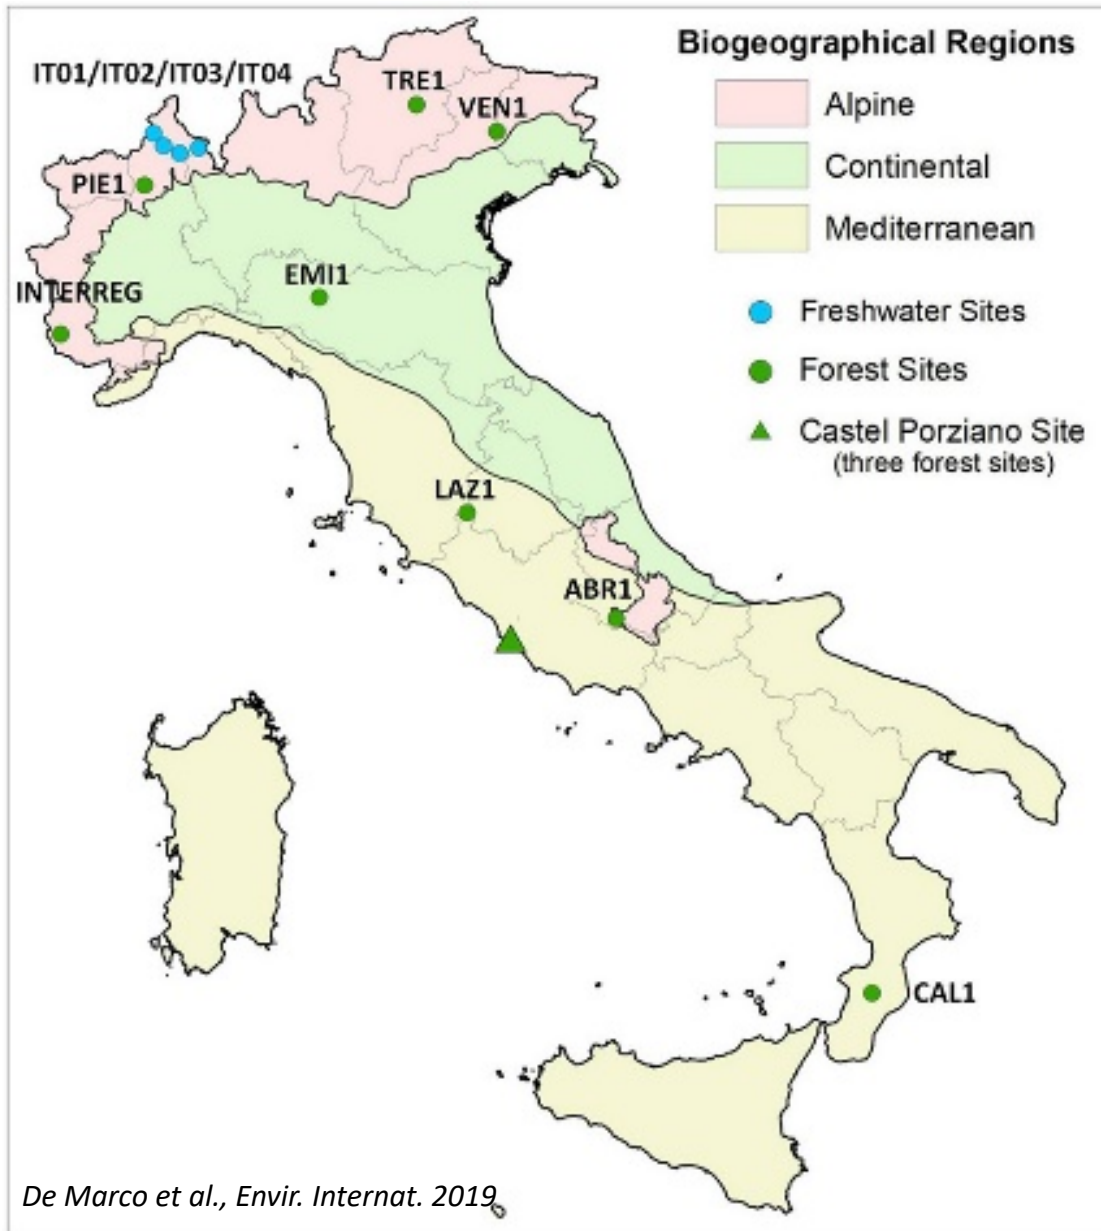 Biogeographical Regions
IT01/IT02/IT03/IT04
TRE1
VEN1
Alpine
PIE1
Continental
Mediterranean
INTERREG
EMI1
Freshwater Sites
Forest Sites
Castel Porziano Site
(three forest sites)
LAZ1
ABR1
CAL1
De Marco et al., Envir. Internat. 2019